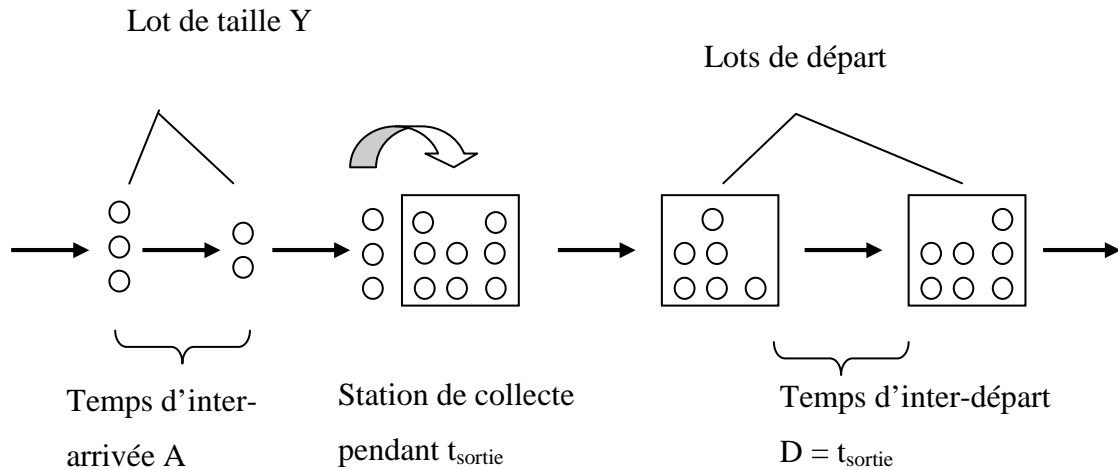 Lot de taille Y
Lots de départ
Temps d’inter-
arrivée A
Station de collecte
pendant tsortie
Temps d’inter-départ
D = tsortie